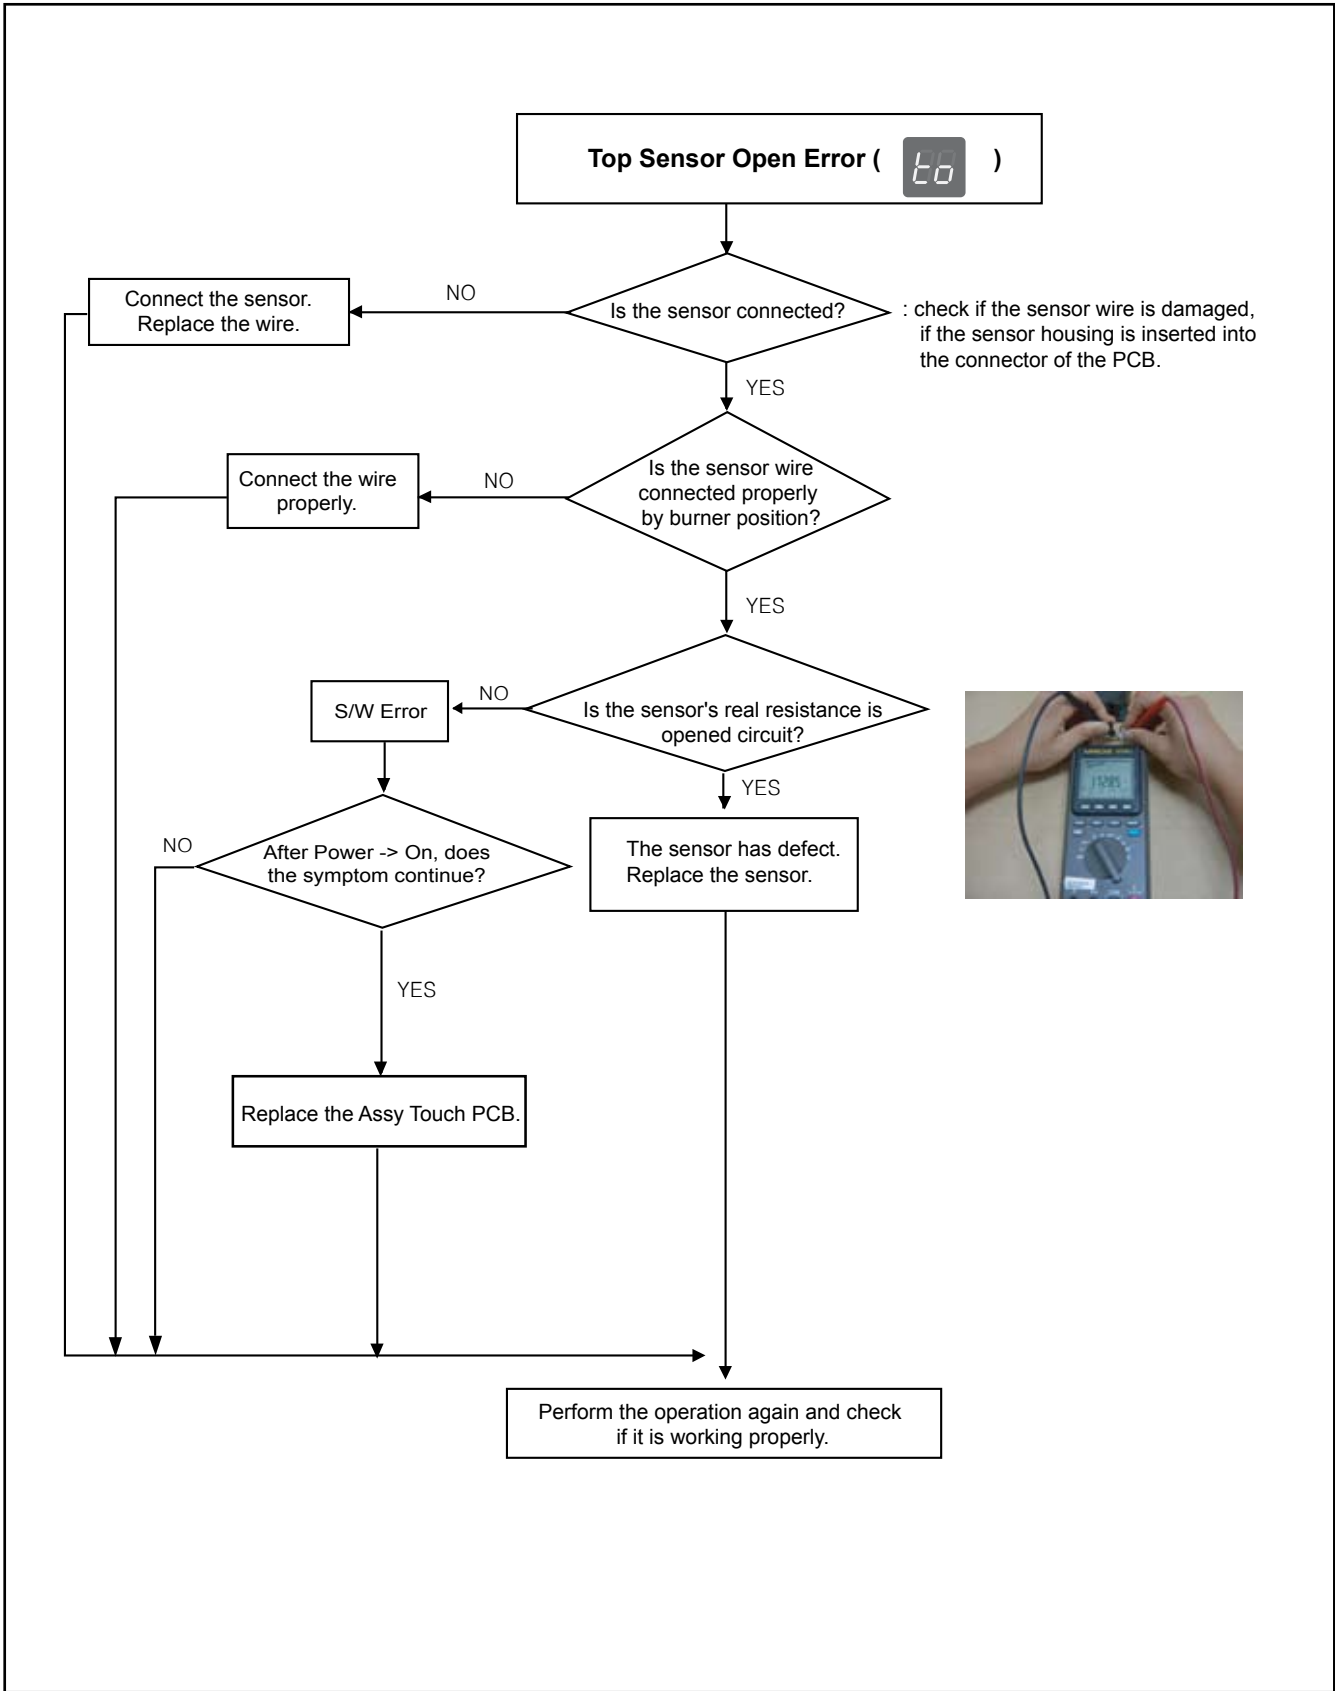 Top Sensor Open Error ( to )
Is the sensor connected?
: check if the sensor wire is damaged,
if the sensor housing is inserted into
the connector of the PCB.
NO
Connect the sensor.
Replace the wire.
YES
Is the sensor wire
connected properly
by burner position?
NO
Connect the wire
properly.
YES
Is the sensor's real resistance is
opened circuit?
NO
S/W Error
YES
The sensor has defect.
Replace the sensor.
After Power -> On, does
the symptom continue?
NO
YES
Replace the Assy Touch PCB.
Perform the operation again and check
if it is working properly.